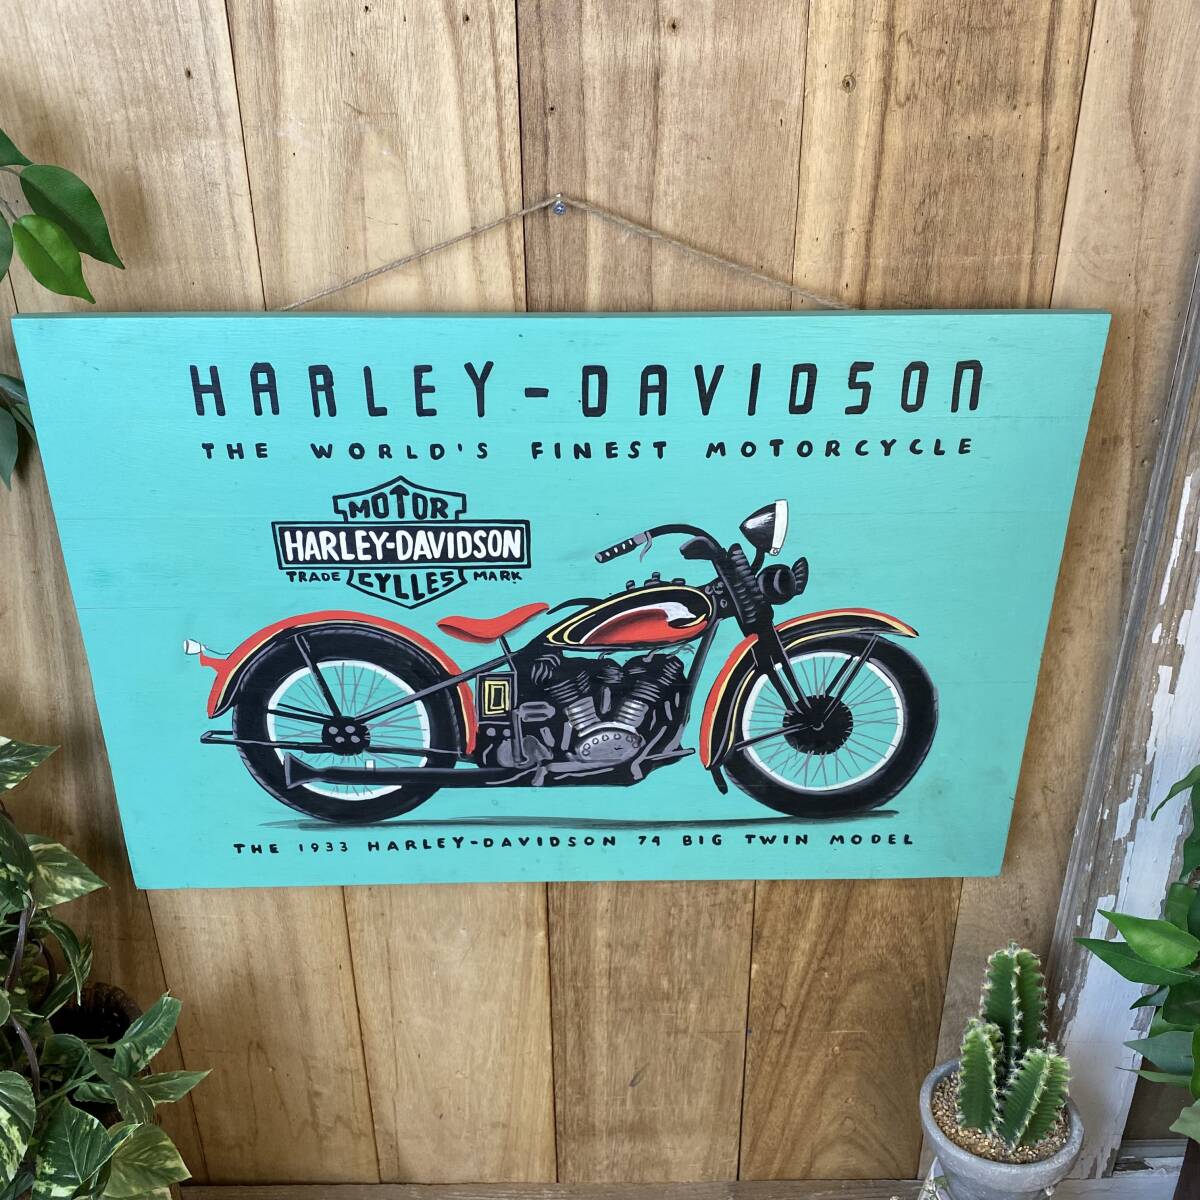 HARLEY-DAVIDSON
THE WORLD'S FINEST MOTORCYCLE
MOTOR
HARLEY-DAVIDSON
TRADE CYLLES MARK
THE 1933 HARLEY-DAVIDSON 74 BIG TWIN MODEL